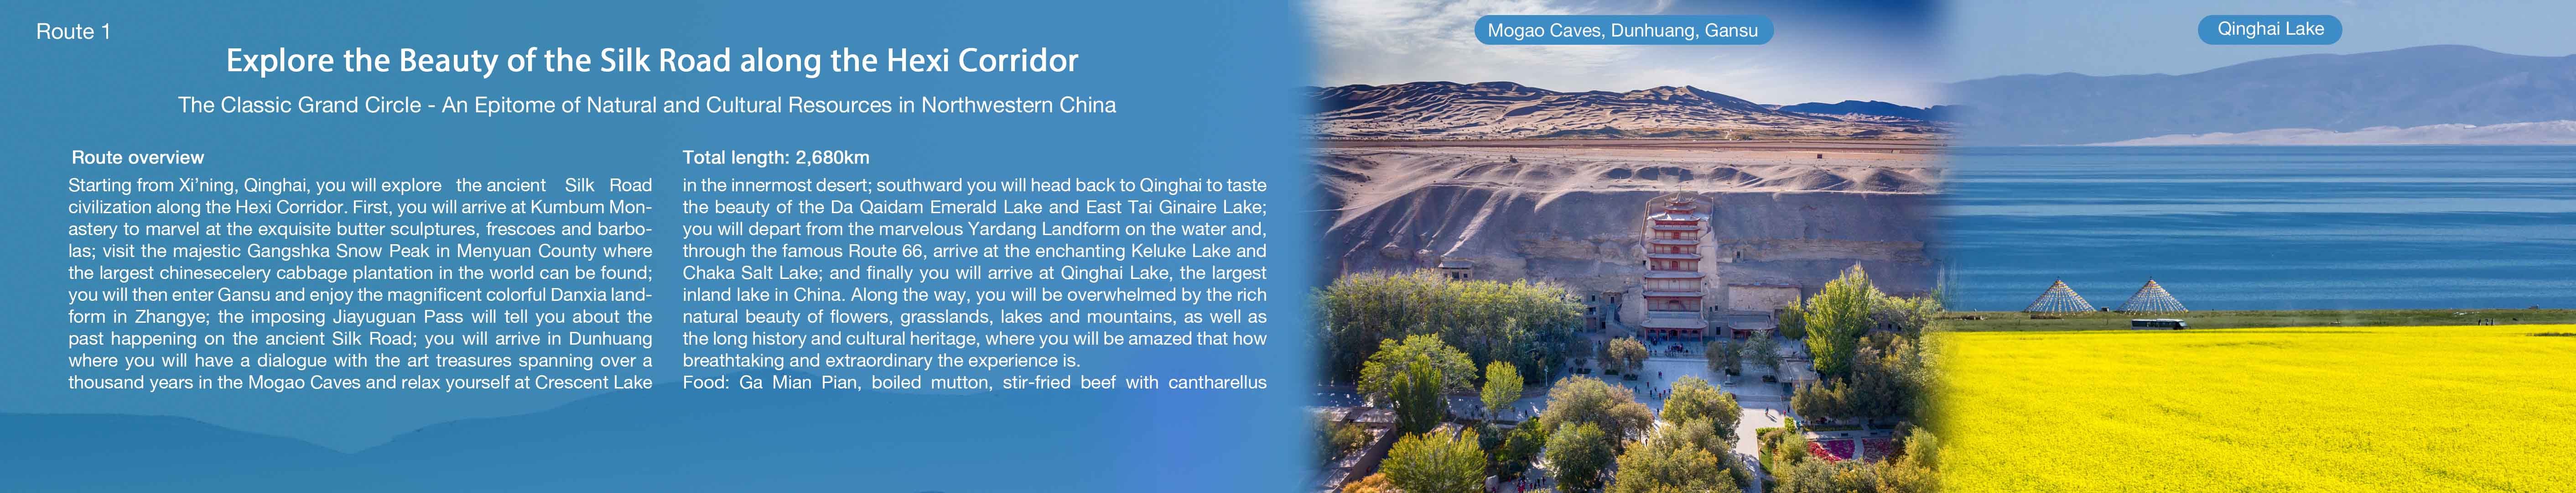 Route 1
Explore the Beauty of the Silk Road along the Hexi Corridor
The Classic Grand Circle - An Epitome of Natural and Cultural Resources in Northwestern China
Route overview
Starting from Xi'ning, Qinghai, you will explore the ancient Silk Road
civilization along the Hexi Corridor. First, you will arrive at Kumbum Mon-
astery to marvel at the exquisite butter sculptures, frescoes and barbo-
las; visit the majestic Gangshka Snow Peak in Menyuan County where
the largest chinesecelery cabbage plantation in the world can be found;
you will then enter Gansu and enjoy the magnificent colorful Danxia land-
form in Zhangye; the imposing Jiayuguan Pass will tell you about the
past happening on the ancient Silk Road; you will arrive in Dunhuang
where you will have a dialogue with the art treasures spanning over a
thousand years in the Mogao Caves and relax yourself at Crescent Lake
Total length: 2,680km
in the innermost desert; southward you will head back to Qinghai to taste
the beauty of the Da Qaidam Emerald Lake and East Tai Ginaire Lake;
you will depart from the marvelous Yardang Landform on the water and,
through the famous Route 66, arrive at the enchanting Keluke Lake and
Chaka Salt Lake; and finally you will arrive at Qinghai Lake, the largest
inland lake in China. Along the way, you will be overwhelmed by the rich
natural beauty of flowers, grasslands, lakes and mountains, as well as
the long history and cultural heritage, where you will be amazed that how
breathtaking and extraordinary the experience is.
Food: Ga Mian Pian, boiled mutton, stir-fried beef with cantharellus
Mogao Caves, Dunhuang, Gansu
Qinghai Lake